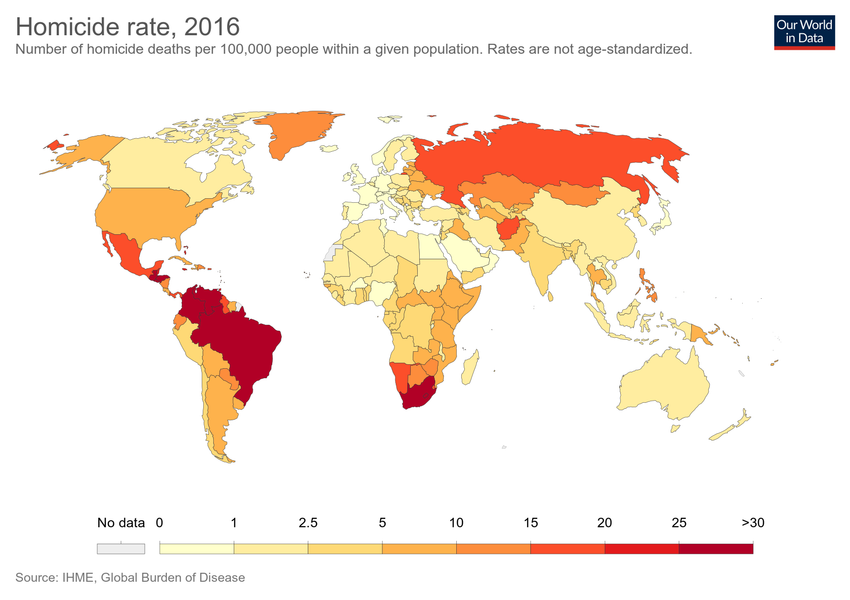 Homicide rate, 2016
Number of homicide deaths per 100,000 people within a given population. Rates are not age-standardized.
Our World
in Data
No data 0 1 2.5 5 10 15 20 25 >30
Source: IHME, Global Burden of Disease